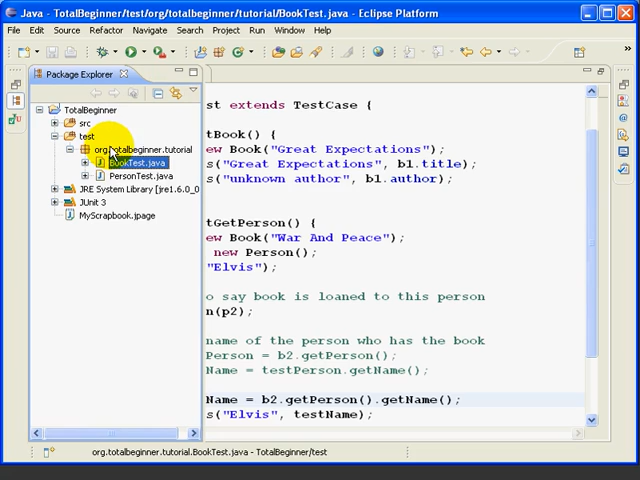 Java - TotalBeginner/test/org/totalbeginner/tutorial/BookTest.java - Eclipse Platform
File Edit Source Refactor Navigate Search Project Run Window Help
Package Explorer
TotalBeginner
src
test
org.totalbeginner.tutorial
BookTest.java
PersonTest.java
JRE System Library [jre1.6.0_0
JUnit 3
MyScrapbook.jpage
st extends TestCase {
tBook() {
ew Book("Great Expectations");
s("Great Expectations", b1.title);
s("unknown author", b1.author);
tGetPerson() {
ew Book("War And Peace");
new Person();
"Elvis");
o say book is loaned to this person
n(p2);
name of the person who has the book
Person = b2.getPerson();
Name = testPerson.getName();
Name = b2.getPerson().getName();
s("Elvis", testName);
org.totalbeginner.tutorial.BookTest.java - TotalBeginner/test